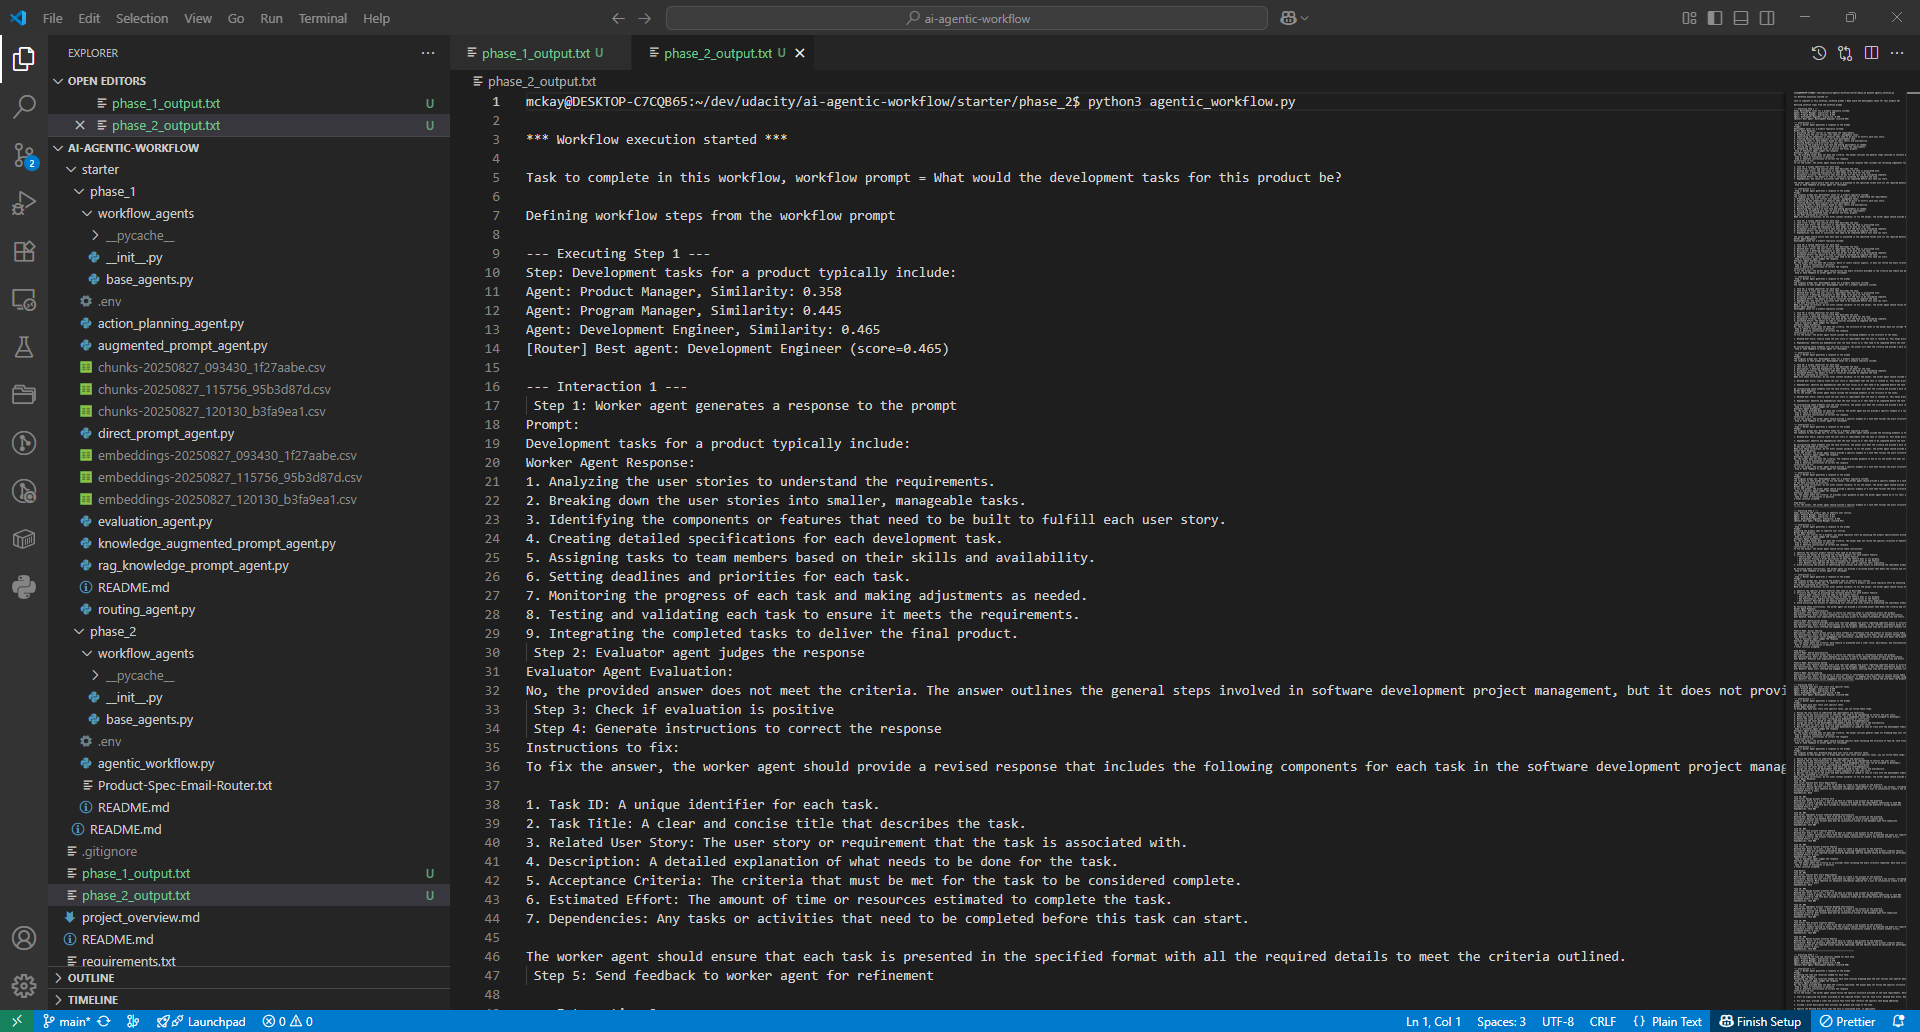 File Edit Selection View Go Run Terminal Help
ai-agentic-workflow
EXPLORER
OPEN EDITORS
phase_1_output.txt U
phase_2_output.txt U
AI-AGENTIC-WORKFLOW
starter
phase_1
workflow_agents
__pycache__
__init__.py
base_agents.py
.env
action_planning_agent.py
augmented_prompt_agent.py
chunks-20250827_093430_1f27aabe.csv
chunks-20250827_115756_95b3d87d.csv
chunks-20250827_120130_b3fa9ea1.csv
direct_prompt_agent.py
embeddings-20250827_093430_1f27aabe.csv
embeddings-20250827_115756_95b3d87d.csv
embeddings-20250827_120130_b3fa9ea1.csv
evaluation_agent.py
knowledge_augmented_prompt_agent.py
rag_knowledge_prompt_agent.py
README.md
routing_agent.py
phase_2
workflow_agents
__pycache__
__init__.py
base_agents.py
.env
agentic_workflow.py
Product-Spec-Email-Router.txt
README.md
README.md
.gitignore
phase_1_output.txt U
phase_2_output.txt U
project_overview.md
README.md
requirements.txt
OUTLINE
TIMELINE
2
phase_1_output.txt U
phase_2_output.txt U
phase_2_output.txt
1 mckay@DESKTOP-C7CQB65:~/dev/udacity/ai-agentic-workflow/starter/phase_2$ python3 agentic_workflow.py
2
3 *** Workflow execution started ***
4
5 Task to complete in this workflow, workflow prompt = What would the development tasks for this product be?
6
7 Defining workflow steps from the workflow prompt
8
9 --- Executing Step 1 ---
10 Step: Development tasks for a product typically include:
11 Agent: Product Manager, Similarity: 0.358
12 Agent: Program Manager, Similarity: 0.445
13 Agent: Development Engineer, Similarity: 0.465
14 [Router] Best agent: Development Engineer (score=0.465)
15
16 --- Interaction 1 ---
17 Step 1: Worker agent generates a response to the prompt
18 Prompt:
19 Development tasks for a product typically include:
20 Worker Agent Response:
21 1. Analyzing the user stories to understand the requirements.
22 2. Breaking down the user stories into smaller, manageable tasks.
23 3. Identifying the components or features that need to be built to fulfill each user story.
24 4. Creating detailed specifications for each development task.
25 5. Assigning tasks to team members based on their skills and availability.
26 6. Setting deadlines and priorities for each task.
27 7. Monitoring the progress of each task and making adjustments as needed.
28 8. Testing and validating each task to ensure it meets the requirements.
29 9. Integrating the completed tasks to deliver the final product.
30 Step 2: Evaluator agent judges the response
31 Evaluator Agent Evaluation:
32 No, the provided answer does not meet the criteria. The answer outlines the general steps involved in software development project management, but it does not provi
33 Step 3: Check if evaluation is positive
34 Step 4: Generate instructions to correct the response
35 Instructions to fix:
36 To fix the answer, the worker agent should provide a revised response that includes the following components for each task in the software development project manag
37
38 1. Task ID: A unique identifier for each task.
39 2. Task Title: A clear and concise title that describes the task.
40 3. Related User Story: The user story or requirement that the task is associated with.
41 4. Description: A detailed explanation of what needs to be done for the task.
42 5. Acceptance Criteria: The criteria that must be met for the task to be considered complete.
43 6. Estimated Effort: The amount of time or resources estimated to complete the task.
44 7. Dependencies: Any tasks or activities that need to be completed before this task can start.
45
46 The worker agent should ensure that each task is presented in the specified format with all the required details to meet the criteria outlined.
47 Step 5: Send feedback to worker agent for refinement
48
main* Launchpad 0 0 Ln 1, Col 1 Spaces: 3 UTF-8 CRLF {} Plain Text Finish Setup Prettier